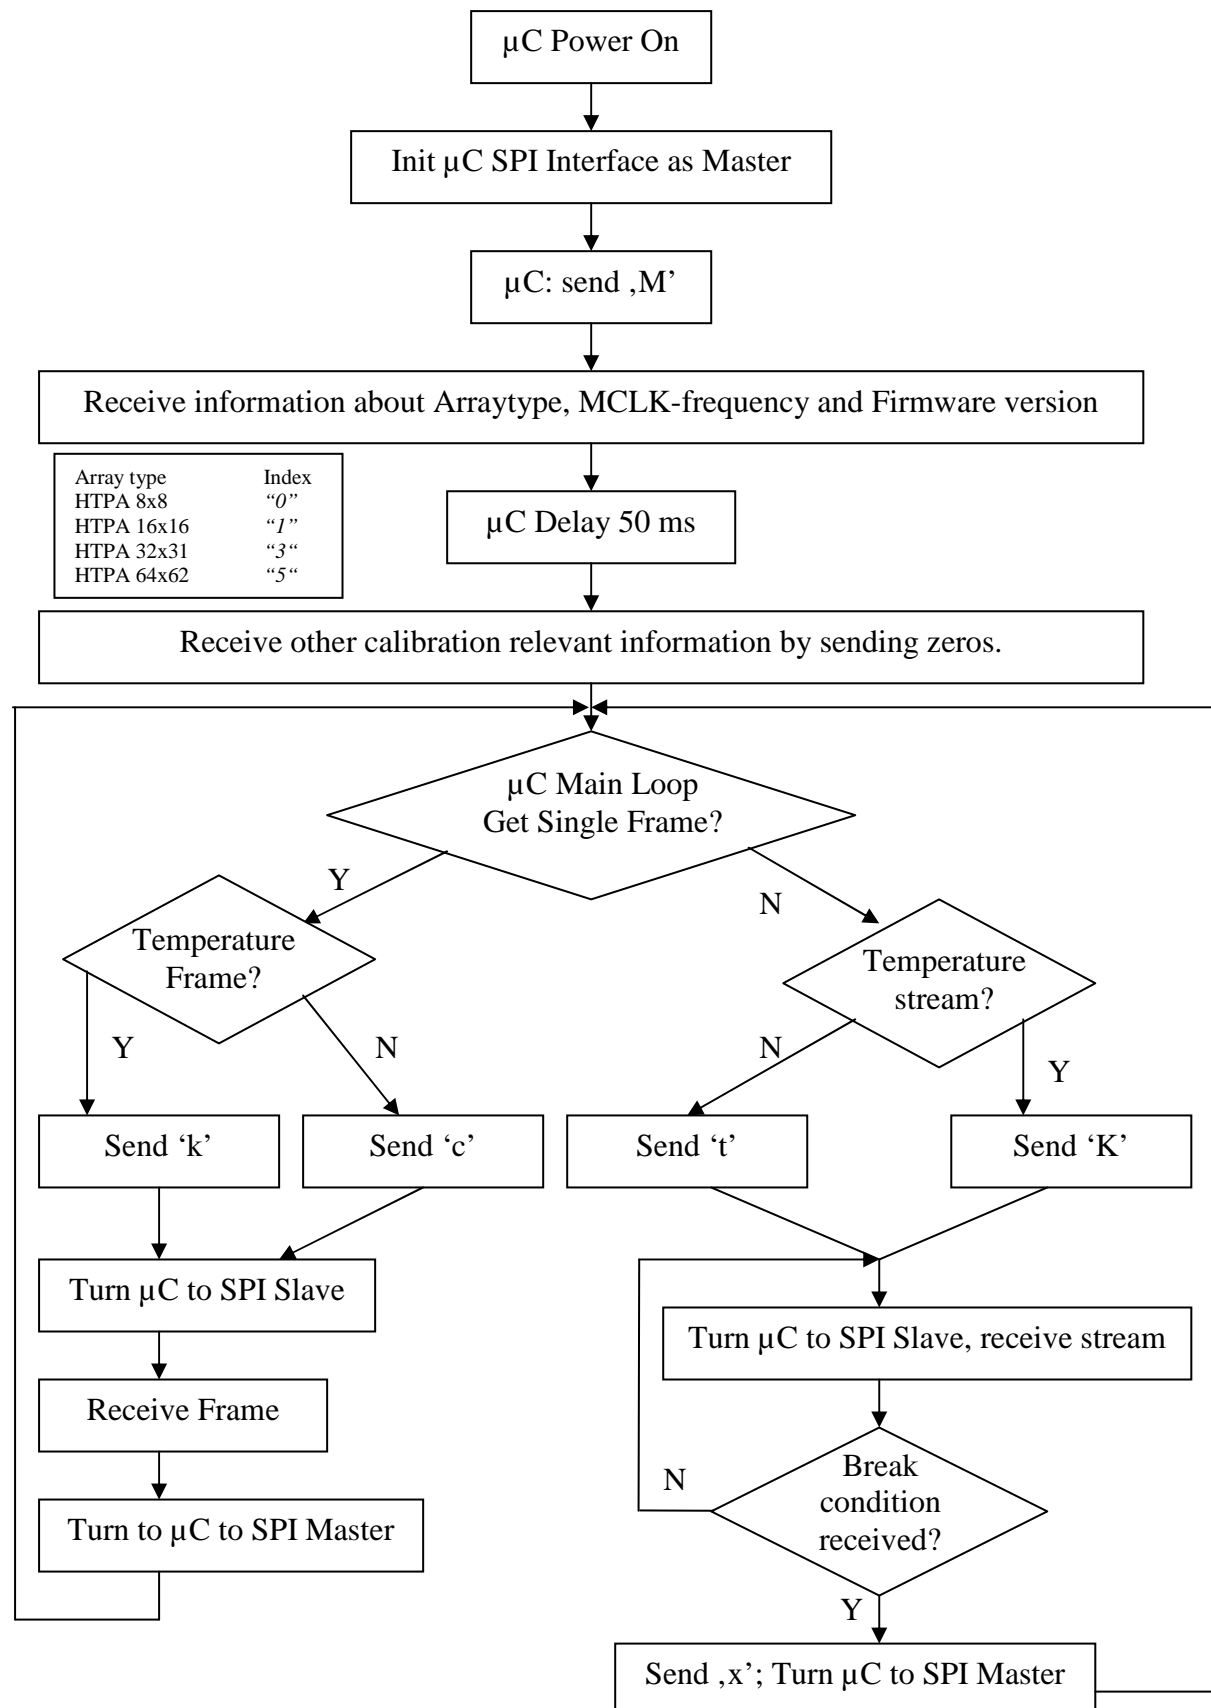 µC Power On
Init µC SPI Interface as Master
µC: send ‚M’
Receive information about Arraytype, MCLK-frequency and Firmware version
Array type Index
HTPA 8x8 “0”
HTPA 16x16 “1”
HTPA 32x31 “3“
HTPA 64x62 “5“
µC Delay 50 ms
Receive other calibration relevant information by sending zeros.
µC Main Loop
Get Single Frame?
Y
N
Temperature
Frame?
Temperature
stream?
Y
N
N
Y
Send ‘k’
Send ‘c’
Send ‘t’
Send ‘K’
Turn µC to SPI Slave
Turn µC to SPI Slave, receive stream
Receive Frame
N
Break
condition
received?
Turn to µC to SPI Master
Y
Send ‚x’; Turn µC to SPI Master